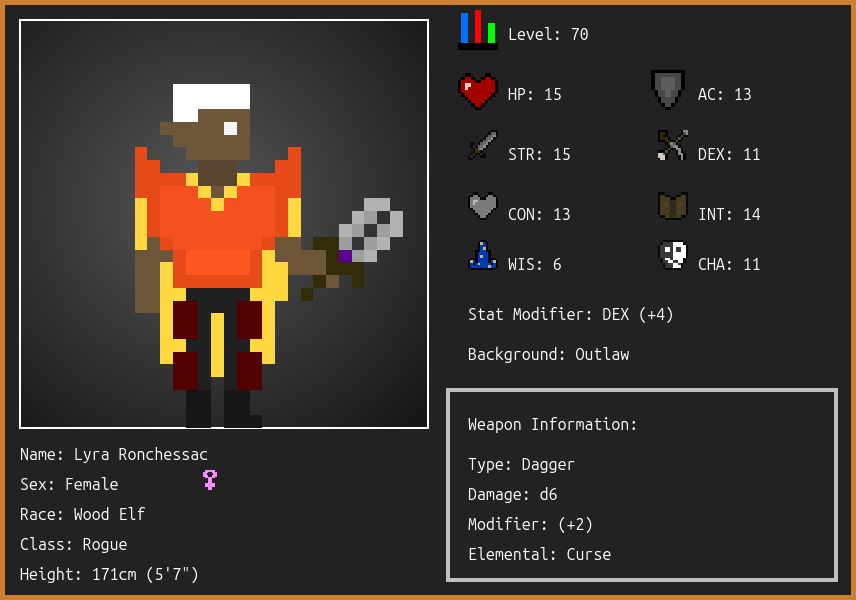 Level: 70
HP: 15
AC: 13
STR: 15
DEX: 11
CON: 13
INT: 14
WIS: 6
CHA: 11
Stat Modifier: DEX (+4)
Background: Outlaw
Weapon Information:
Type: Dagger
Damage: d6
Modifier: (+2)
Elemental: Curse
Name: Lyra Ronchessac
Sex: Female
Race: Wood Elf
Class: Rogue
Height: 171cm (5'7")